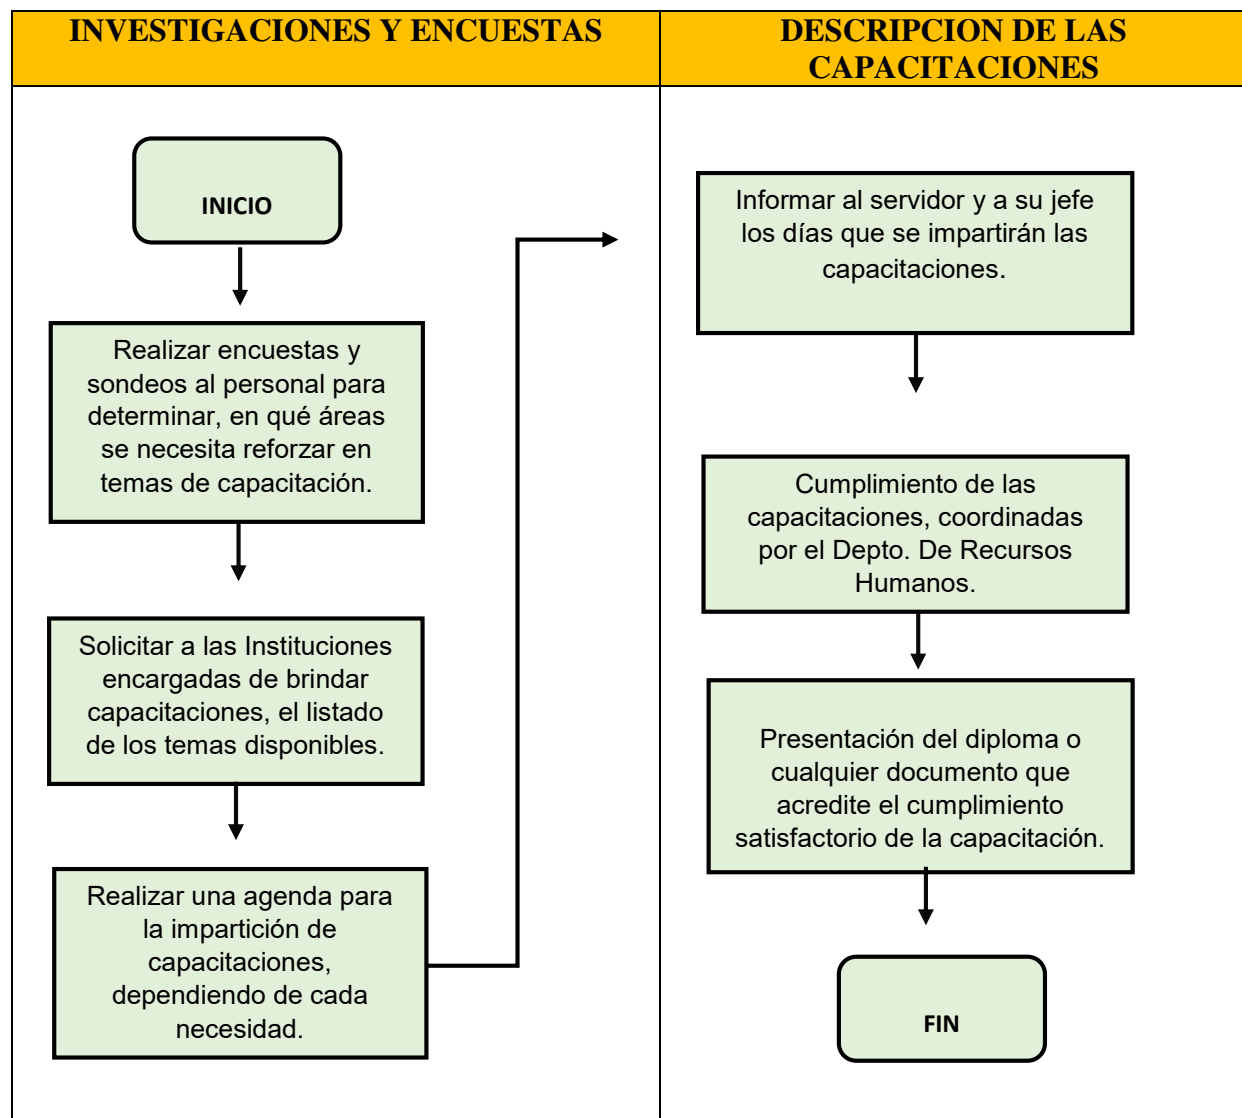 INVESTIGACIONES Y ENCUESTAS
DESCRIPCION DE LAS
CAPACITACIONES
INICIO
Realizar encuestas y
sondeos al personal para
determinar, en qué áreas
se necesita reforzar en
temas de capacitación.
Solicitar a las Instituciones
encargadas de brindar
capacitaciones, el listado
de los temas disponibles.
Realizar una agenda para
la impartición de
capacitaciones,
dependiendo de cada
necesidad.
Informar al servidor y a su jefe
los días que se impartirán las
capacitaciones.
Cumplimiento de las
capacitaciones, coordinadas
por el Depto. De Recursos
Humanos.
Presentación del diploma o
cualquier documento que
acredite el cumplimiento
satisfactorio de la capacitación.
FIN